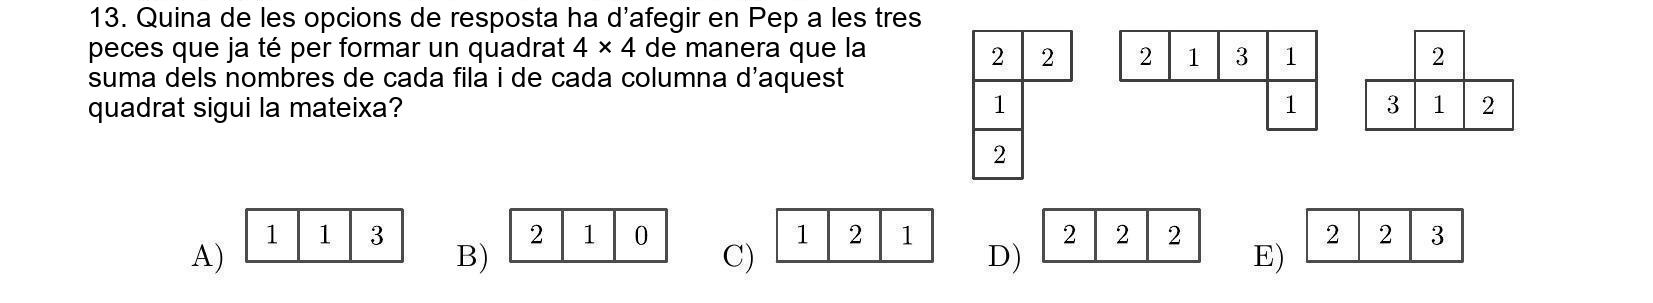 13. Quina de les opcions de resposta ha d’afegir en Pep a les tres
peces que ja té per formar un quadrat 4 × 4 de manera que la
suma dels nombres de cada fila i de cada columna d’aquest
quadrat sigui la mateixa?
2 2
1
2
2 1 3 1
1
2
3 1 2
A) 1 1 3
B) 2 1 0
C) 1 2 1
D) 2 2 2
E) 2 2 3